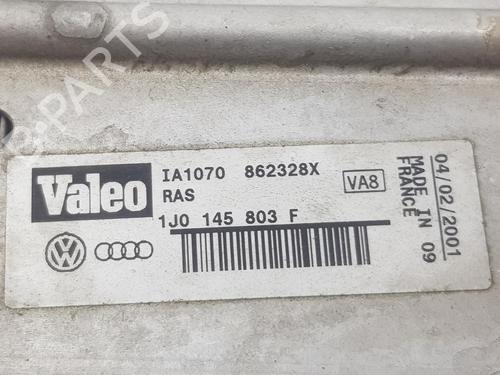 B-PARTS
Valeo
IA1070 862328X
RAS
VA8
1J0 145 803 F
04/02/2001
MADE IN 09
FRANCE